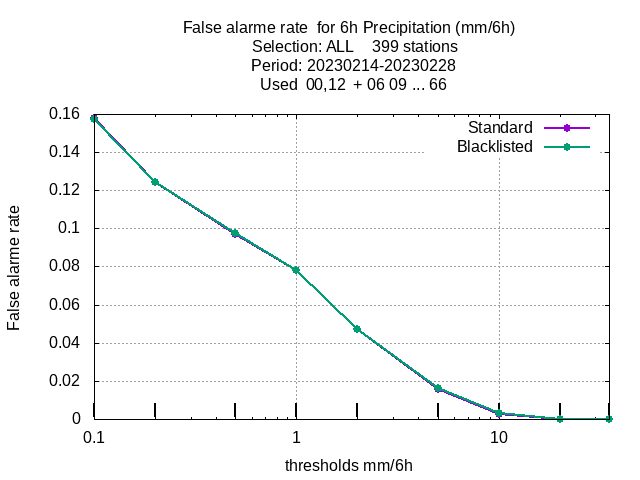 False alarme rate  for 6h Precipitation (mm/6h)
Selection: ALL    399 stations
Period: 20230214-20230228
Used  00,12  + 06 09 ... 66
Standard
Blacklisted
0.16
0.14
0.12
0.1
0.08
0.06
0.04
0.02
0
False alarme rate
0.1
1
10
thresholds mm/6h